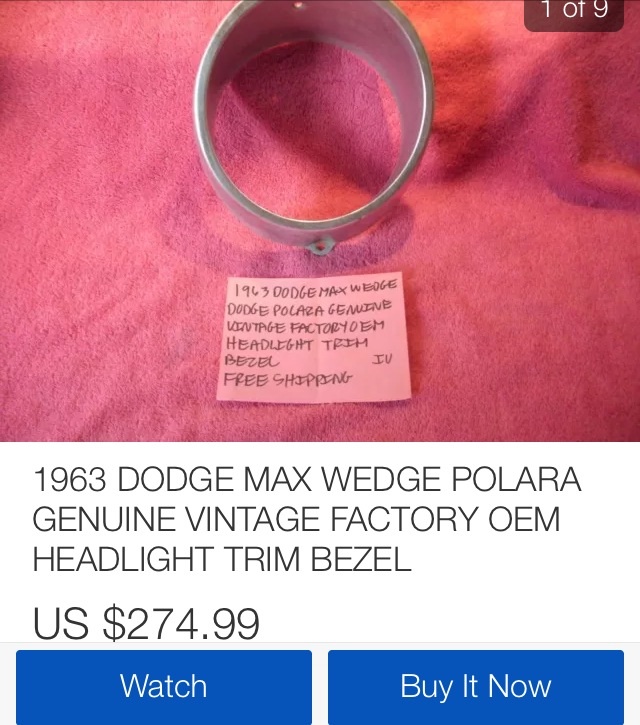 1 of 9
1963 DODGE MAX WEDGE
DODGE POLARA GENUINE
VINTAGE FACTORY OEM
HEADLIGHT TRIM
BEZEL IU
FREE SHIPPING
1963 DODGE MAX WEDGE POLARA
GENUINE VINTAGE FACTORY OEM
HEADLIGHT TRIM BEZEL
US $274.99
Watch Buy It Now